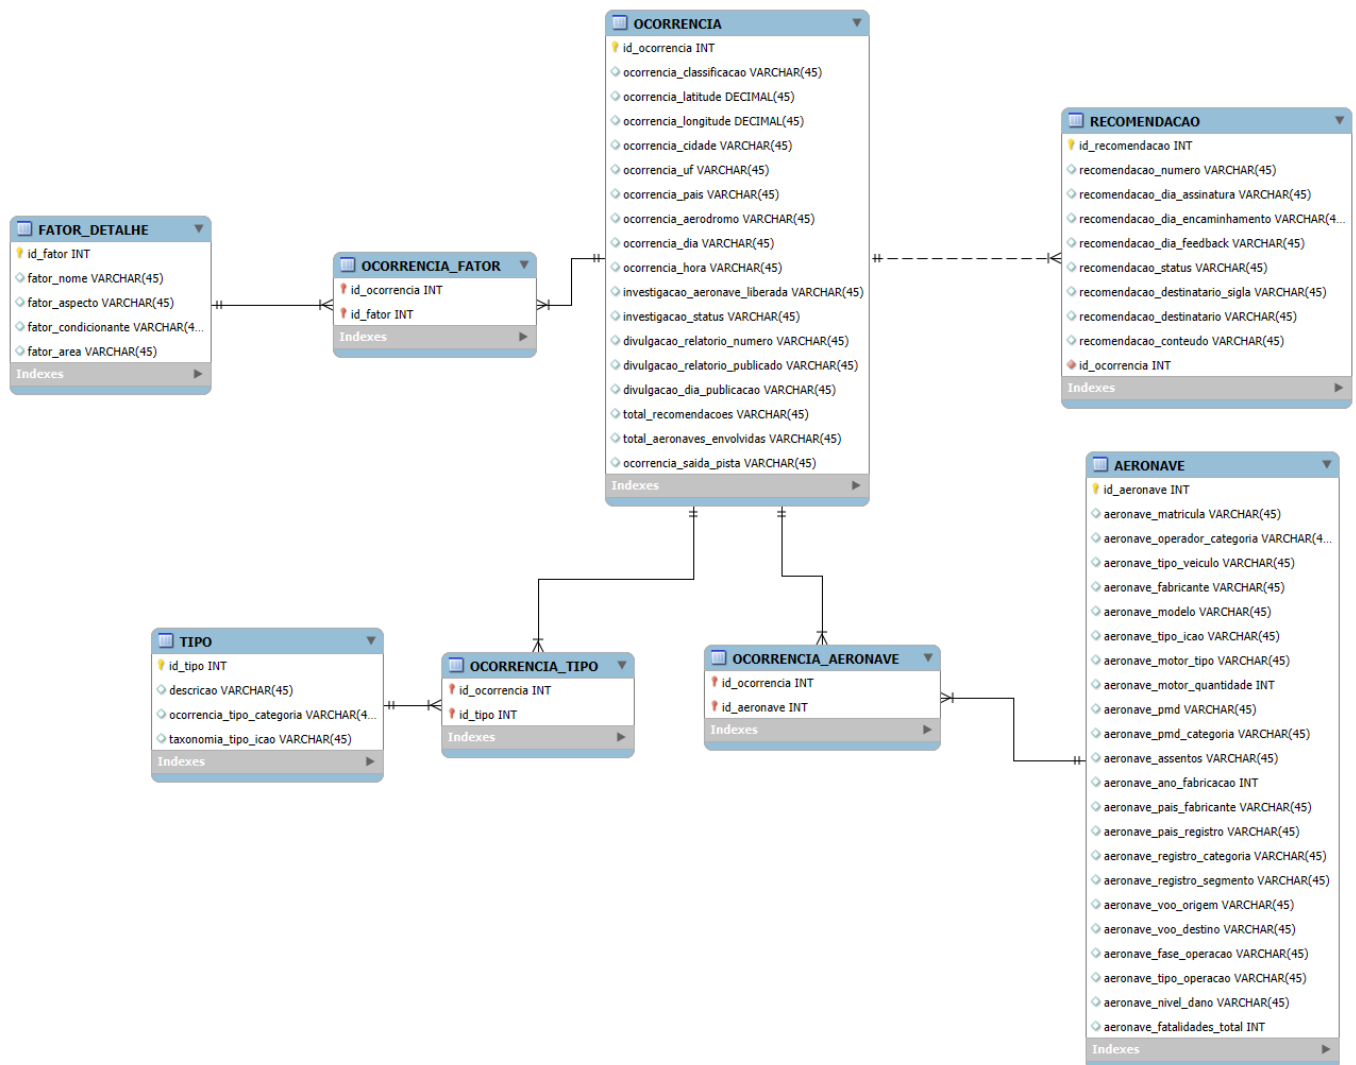 OCORRENCIA
id_ocorrencia INT
ocorrencia_classificacao VARCHAR(45)
ocorrencia_latitude DECIMAL(45)
ocorrencia_longitude DECIMAL(45)
ocorrencia_cidade VARCHAR(45)
ocorrencia_uf VARCHAR(45)
ocorrencia_pais VARCHAR(45)
ocorrencia_aerodromo VARCHAR(45)
ocorrencia_dia VARCHAR(45)
ocorrencia_hora VARCHAR(45)
investigacao_aeronave_liberada VARCHAR(45)
investigacao_status VARCHAR(45)
divulgacao_relatorio_numero VARCHAR(45)
divulgacao_relatorio_publicado VARCHAR(45)
divulgacao_dia_publicacao VARCHAR(45)
total_recomendacoes VARCHAR(45)
total_aeronaves_envolvidas VARCHAR(45)
ocorrencia_saida_pista VARCHAR(45)
Indexes
RECOMENDACAO
id_recomendacao INT
recomendacao_numero VARCHAR(45)
recomendacao_dia_assinatura VARCHAR(45)
recomendacao_dia_encaminhamento VARCHAR(4...
recomendacao_dia_feedback VARCHAR(45)
recomendacao_status VARCHAR(45)
recomendacao_destinatario_sigla VARCHAR(45)
recomendacao_destinatario VARCHAR(45)
recomendacao_conteudo VARCHAR(45)
id_ocorrencia INT
Indexes
FATOR_DETALHE
id_fator INT
fator_nome VARCHAR(45)
fator_aspecto VARCHAR(45)
fator_condicionante VARCHAR(4...
fator_area VARCHAR(45)
Indexes
OCORRENCIA_FATOR
id_ocorrencia INT
id_fator INT
Indexes
TIPO
id_tipo INT
descricao VARCHAR(45)
ocorrencia_tipo_categoria VARCHAR(4...
taxonomia_tipo_icao VARCHAR(45)
Indexes
OCORRENCIA_TIPO
id_ocorrencia INT
id_tipo INT
Indexes
OCORRENCIA_AERONAVE
id_ocorrencia INT
id_aeronave INT
Indexes
AERONAVE
id_aeronave INT
aeronave_matricula VARCHAR(45)
aeronave_operador_categoria VARCHAR(4...
aeronave_tipo_veiculo VARCHAR(45)
aeronave_fabricante VARCHAR(45)
aeronave_modelo VARCHAR(45)
aeronave_tipo_icao VARCHAR(45)
aeronave_motor_tipo VARCHAR(45)
aeronave_motor_quantidade INT
aeronave_pmd VARCHAR(45)
aeronave_pmd_categoria VARCHAR(45)
aeronave_assentos VARCHAR(45)
aeronave_ano_fabricacao INT
aeronave_pais_fabricante VARCHAR(45)
aeronave_pais_registro VARCHAR(45)
aeronave_registro_categoria VARCHAR(45)
aeronave_registro_segmento VARCHAR(45)
aeronave_voo_origem VARCHAR(45)
aeronave_voo_destino VARCHAR(45)
aeronave_fase_operacao VARCHAR(45)
aeronave_tipo_operacao VARCHAR(45)
aeronave_nivel_dano VARCHAR(45)
aeronave_fatalidades_total INT
Indexes